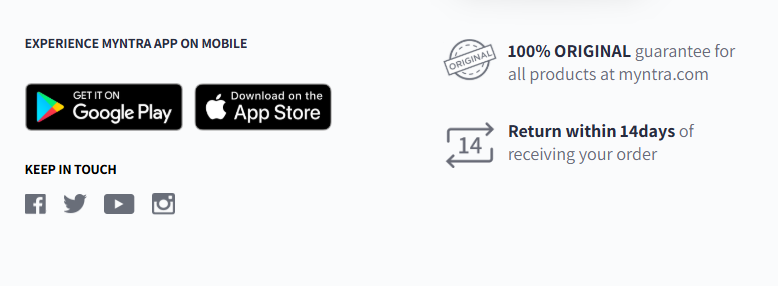 EXPERIENCE MYNTRA APP ON MOBILE
GET IT ON
Google Play
Download on the
App Store
KEEP IN TOUCH
ORIGINAL
100% ORIGINAL guarantee for
all products at myntra.com
14
Return within 14days of
receiving your order